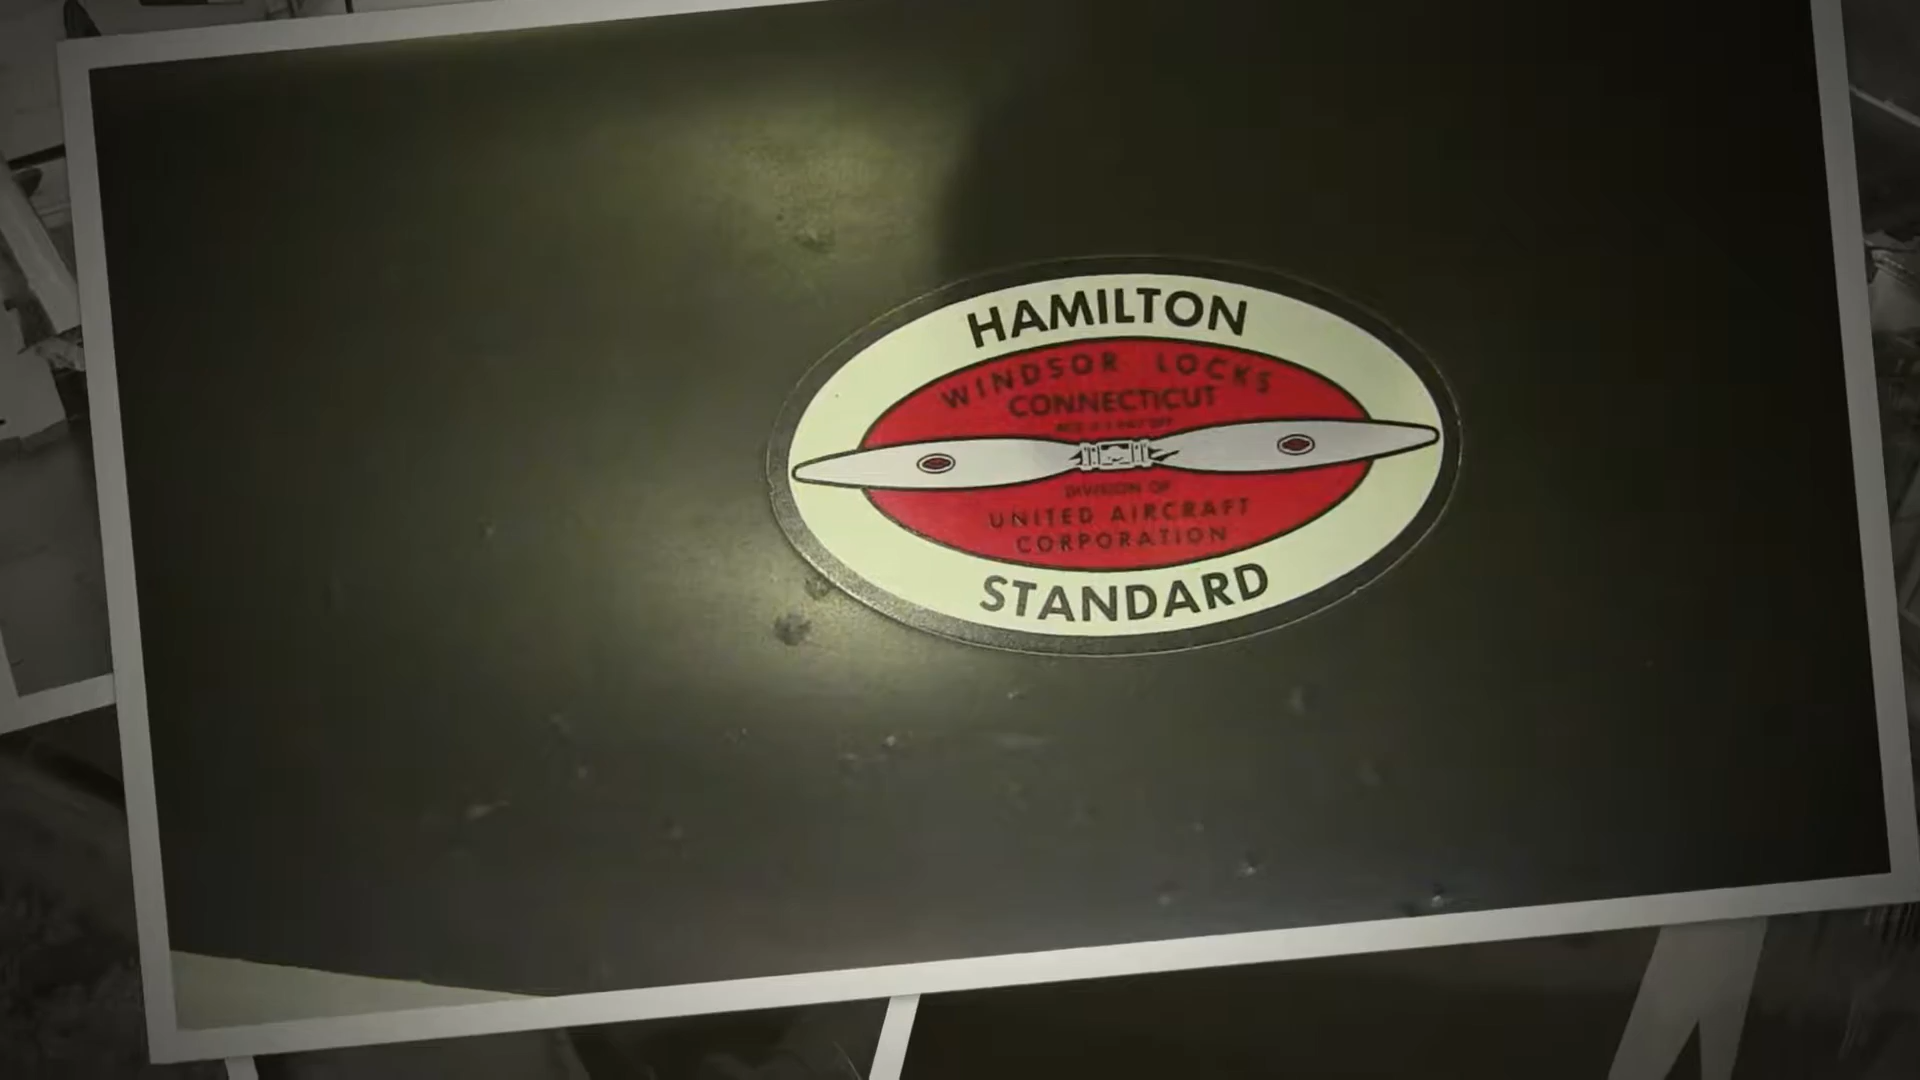 HAMILTON
WINDSOR LOCKS
CONNECTICUT
DIVISION OF
UNITED AIRCRAFT
CORPORATION
STANDARD